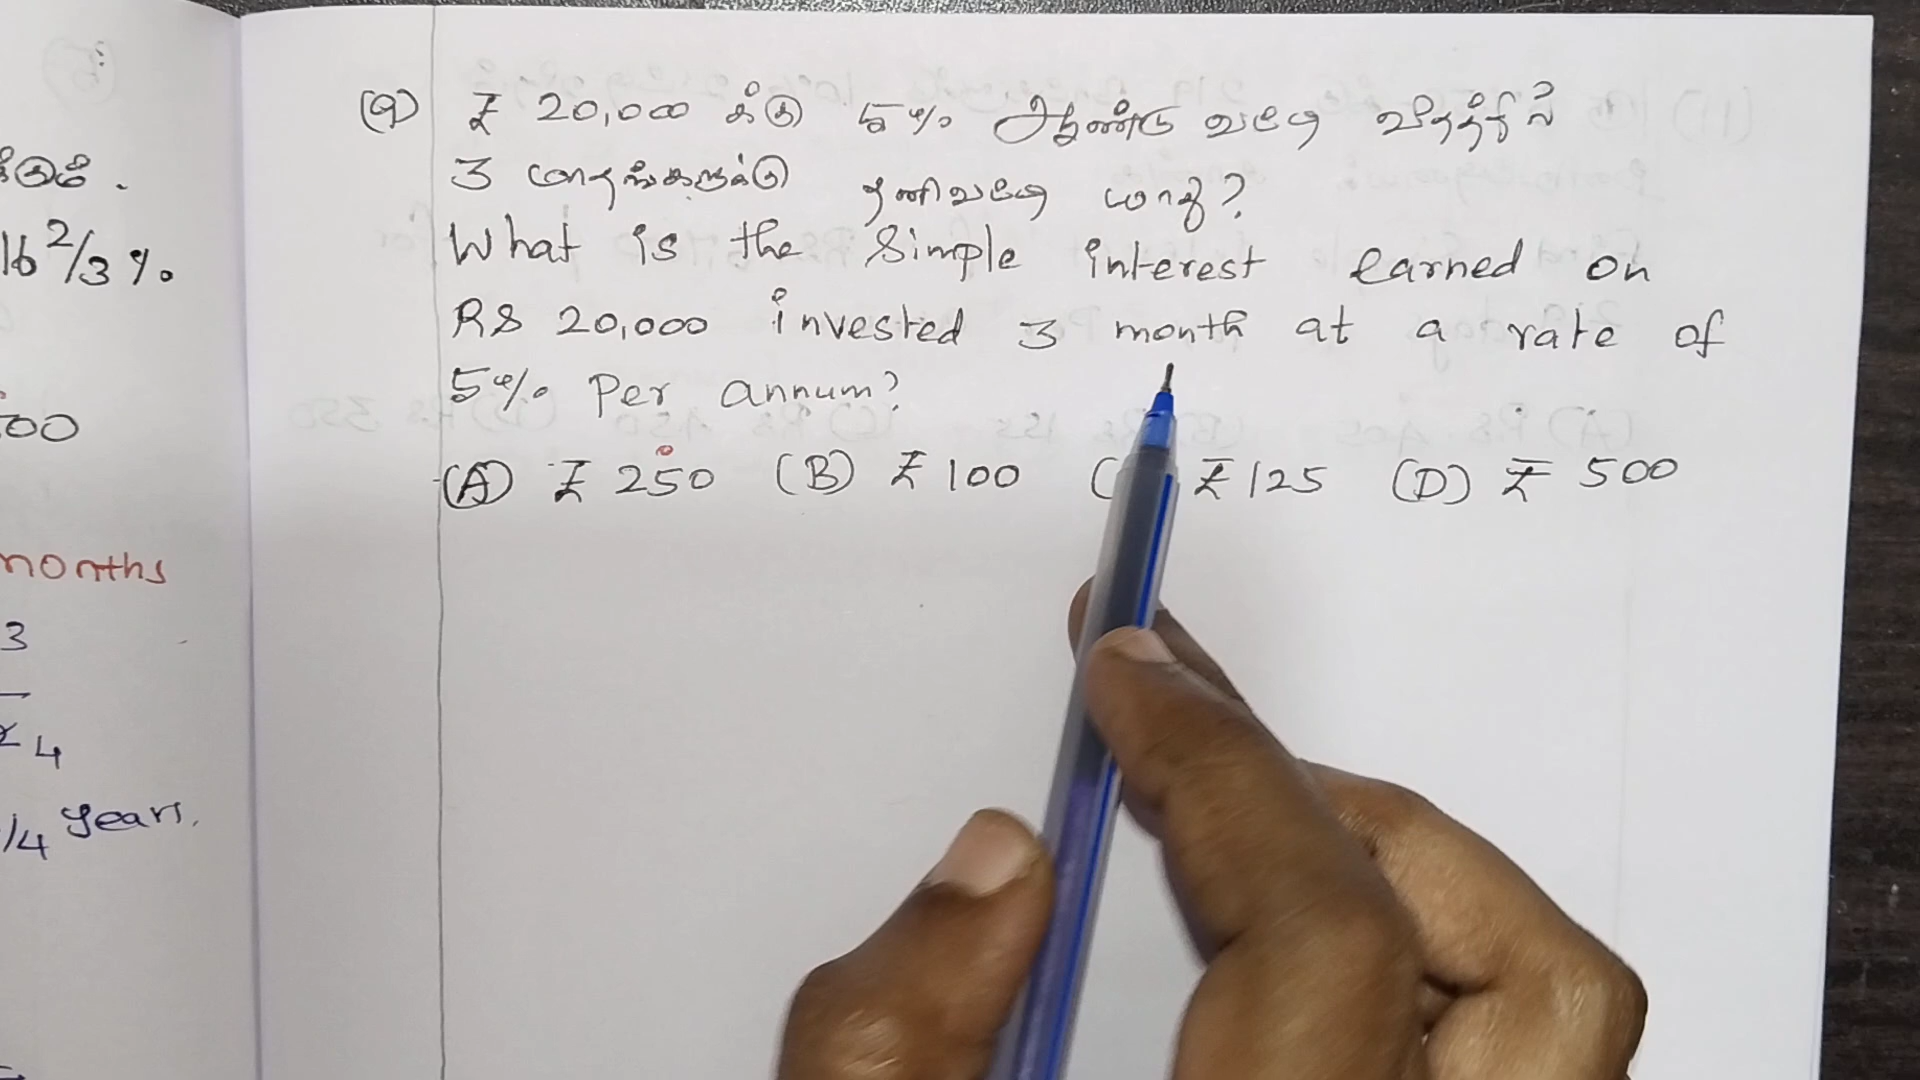 (9) ₹ 20,000 க்கு 5% ஆண்டு வட்டி வீதத்தில்
3 மாதங்களுக்கு தனிவட்டி யாது?
What is the Simple interest earned on
RS 20,000 invested 3 month at a rate of
5% Per annum?
(A) ₹ 250 (B) ₹ 100 ( ₹ 125 (D) ₹ 500
16 2/3 %
500
months
3
4
1/4 years.